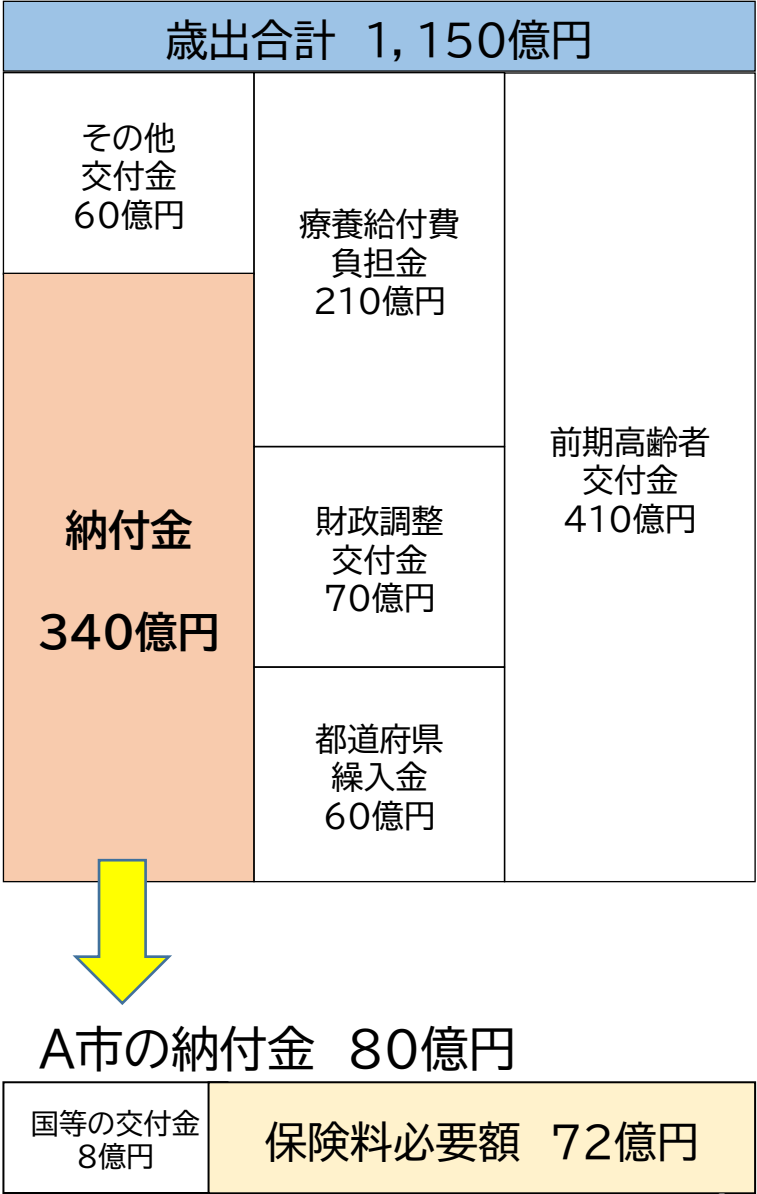 歳出合計 1,150億円
その他
交付金
60億円
納付金
340億円
療養給付費
負担金
210億円
財政調整
交付金
70億円
都道府県
繰入金
60億円
前期高齢者
交付金
410億円
A市の納付金 80億円
国等の交付金
8億円
保険料必要額 72億円